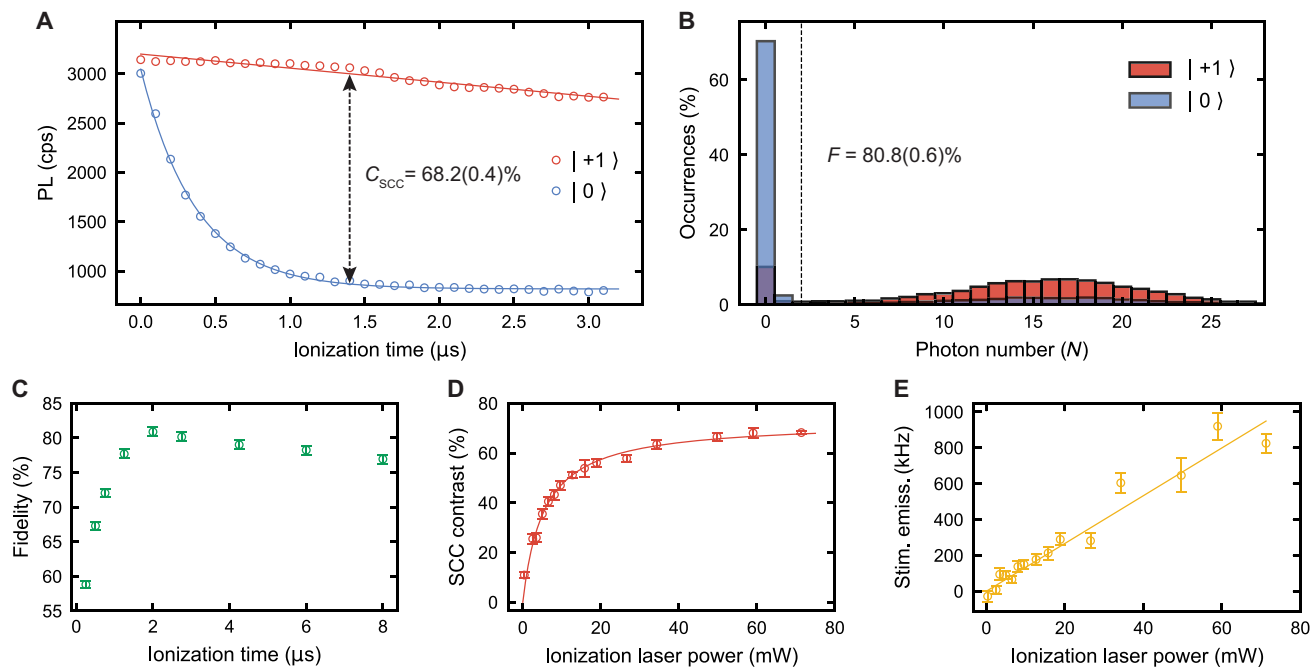 A
PL (cps)
3000
2500
2000
1500
1000
0.0 0.5 1.0 1.5 2.0 2.5 3.0
Ionization time (μs)
C_SCC = 68.2(0.4)%
| +1 ⟩
| 0 ⟩
B
Occurrences (%)
60
40
20
0
0 5 10 15 20 25
Photon number (N)
F = 80.8(0.6)%
| +1 ⟩
| 0 ⟩
C
Fidelity (%)
85
80
75
70
65
60
55
0 2 4 6 8
Ionization time (μs)
D
SCC contrast (%)
80
60
40
20
0
0 20 40 60 80
Ionization laser power (mW)
E
Stim. emiss. (kHz)
1000
800
600
400
200
0
0 20 40 60 80
Ionization laser power (mW)